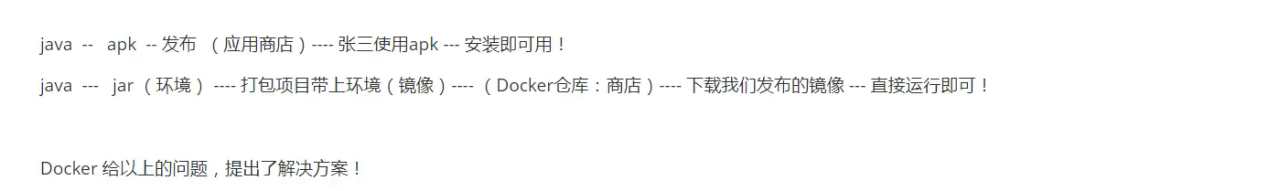 java -- apk -- 发布 （应用商店）---- 张三使用apk --- 安装即可用！
java --- jar（环境） ---- 打包项目带上环境（镜像）---- （Docker仓库：商店）---- 下载我们发布的镜像 --- 直接运行即可！
Docker 给以上的问题，提出了解决方案！